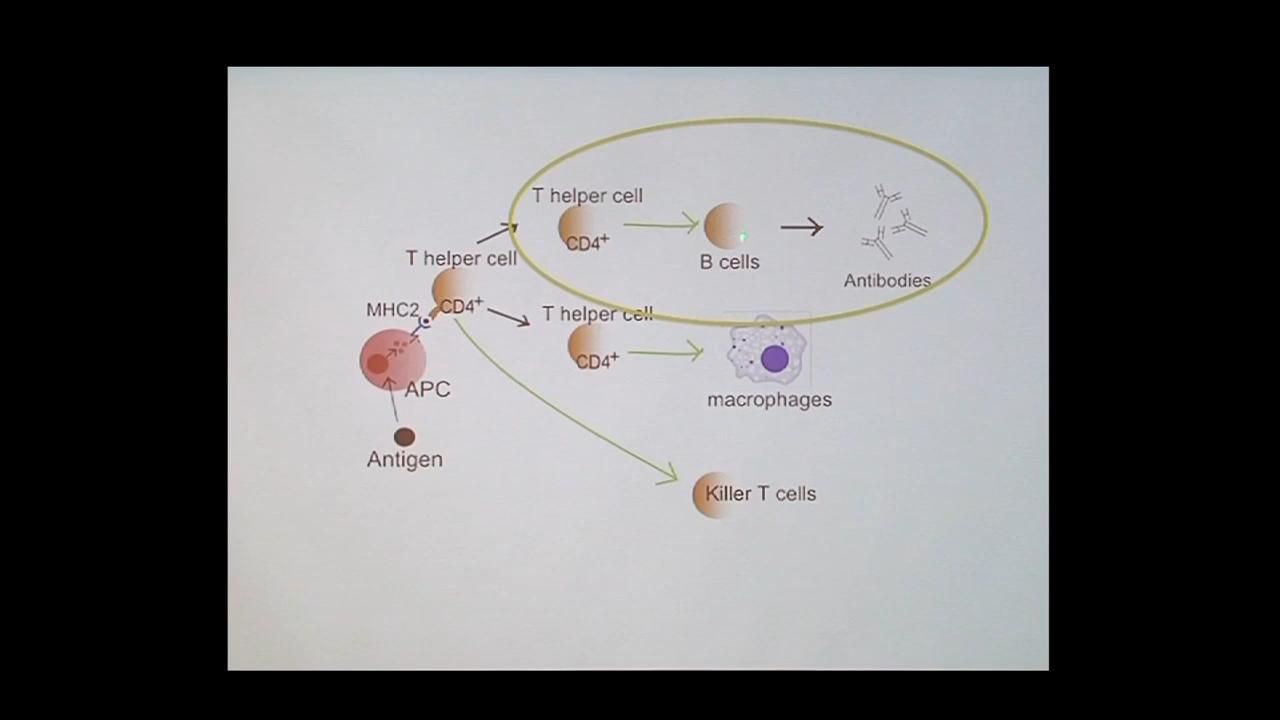 T helper cell
CD4⁺
B cells
Antibodies
T helper cell
CD4⁺
MHC2
APC
Antigen
T helper cell
CD4⁺
macrophages
Killer T cells